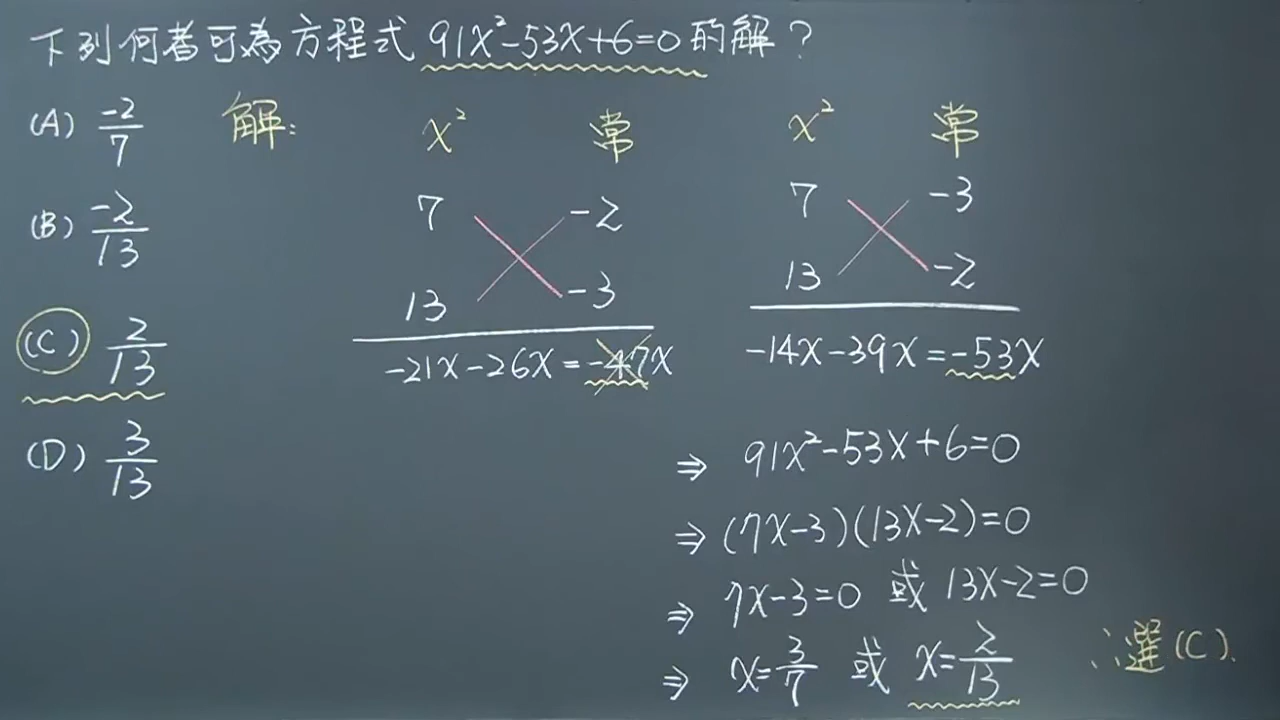 下列何者可為方程式 91x²-53x+6=0 的解？
(A) -2/7
(B) -2/13
(C) 2/13
(D) 3/13
解：
x² 常
7 -2
13 -3
-21x-26x=-47x
x² 常
7 -3
13 -2
-14x-39x=-53x
⇒ 91x²-53x+6=0
⇒ (7x-3)(13x-2)=0
⇒ 7x-3=0 或 13x-2=0
⇒ x=3/7 或 x=2/13
∴選(C).